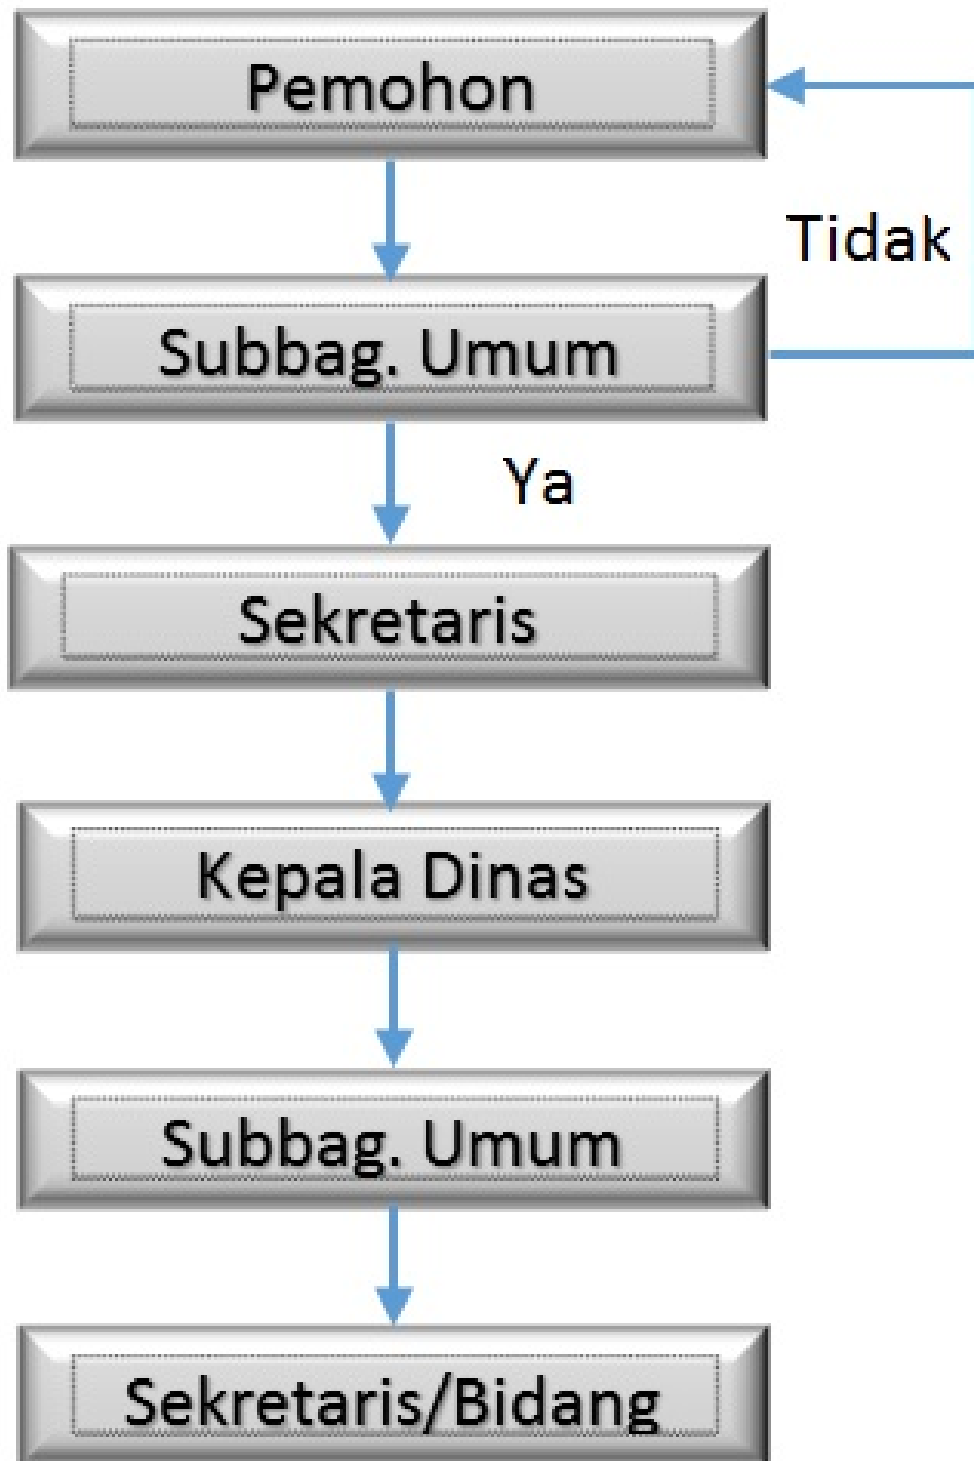 Pemohon
Tidak
Subbag. Umum
Ya
Sekretaris
Kepala Dinas
Subbag. Umum
Sekretaris/Bidang